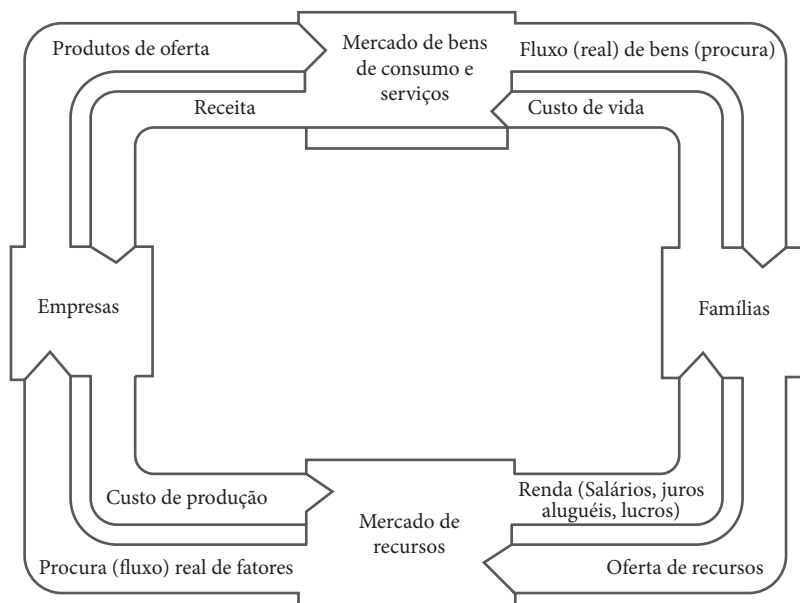 Produtos de oferta
Mercado de bens
de consumo e
serviços
Fluxo (real) de bens (procura)
Receita
Custo de vida
Empresas
Famílias
Custo de produção
Mercado de
recursos
Renda (Salários, juros
aluguéis, lucros)
Procura (fluxo) real de fatores
Oferta de recursos